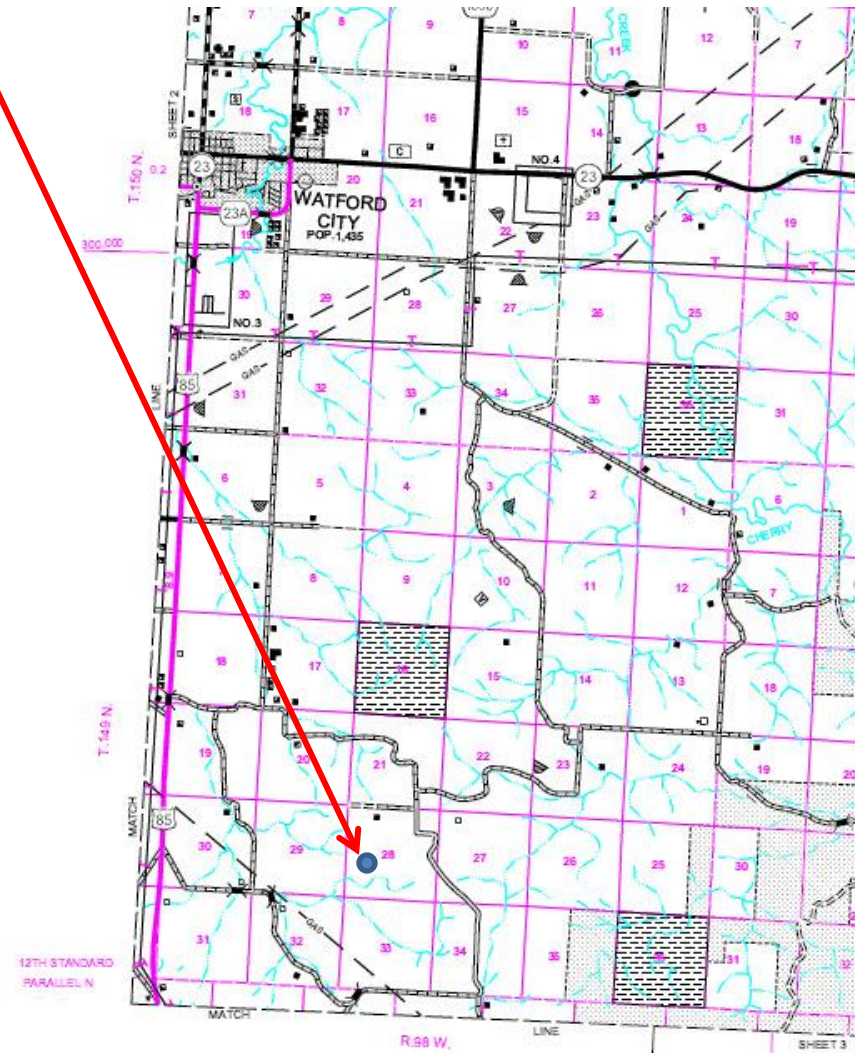 7 8 9 10 11 12 7
CREEK
SHEET 2
18 17 16 15 14 13 18
S C
NO.4
23 23
T.150 N. 0.2
20
WATFORD
CITY
POP. 1,435
23A
19 21 22 23 24 19
GAS GAS
300,000
30 29 28 27 26 25 30
NO.3
GAS
GAS
LINE
85
31 32 33 34 35 31
6 5 4 3 2 1 6
CHERRY
8 9 10 11 12 7
18 17 15 14 13 18
T.149 N.
19 20 21 22 23 24 19 20
MATCH
85
30 29 28 27 26 25 30
GAS
31 32 33 34 35 31 32
12TH STANDARD
PARALLEL N
MATCH LINE
R.98 W.
SHEET 3